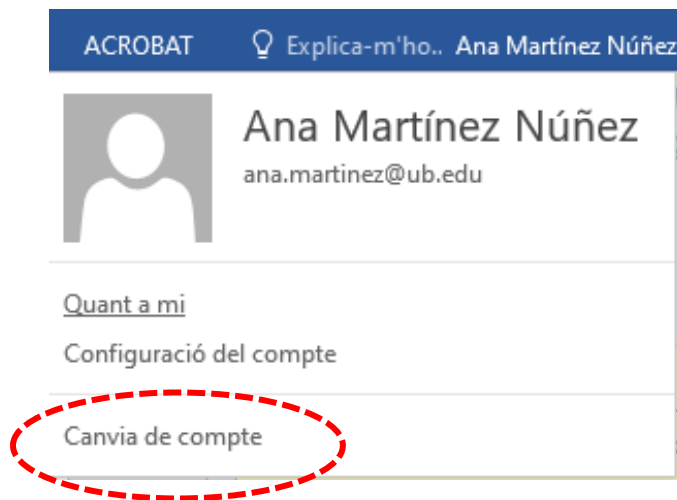 ACROBAT Explica-m'ho.. Ana Martínez Núñez
Ana Martínez Núñez
ana.martinez@ub.edu
Quant a mi
Configuració del compte
Canvia de compte